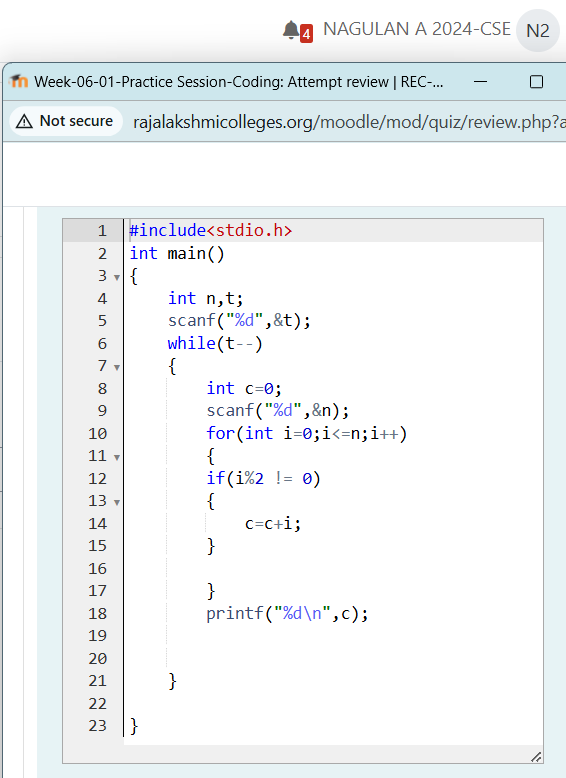 4 NAGULAN A 2024-CSE N2
Week-06-01-Practice Session-Coding: Attempt review | REC-...
Not secure rajalakshmicolleges.org/moodle/mod/quiz/review.php?a
1 #include<stdio.h>
2 int main()
3 {
4     int n,t;
5     scanf("%d",&t);
6     while(t--)
7     {
8         int c=0;
9         scanf("%d",&n);
10         for(int i=0;i<=n;i++)
11         {
12         if(i%2 != 0)
13         {
14             c=c+i;
15         }
16
17         }
18         printf("%d\n",c);
19
20
21     }
22
23 }